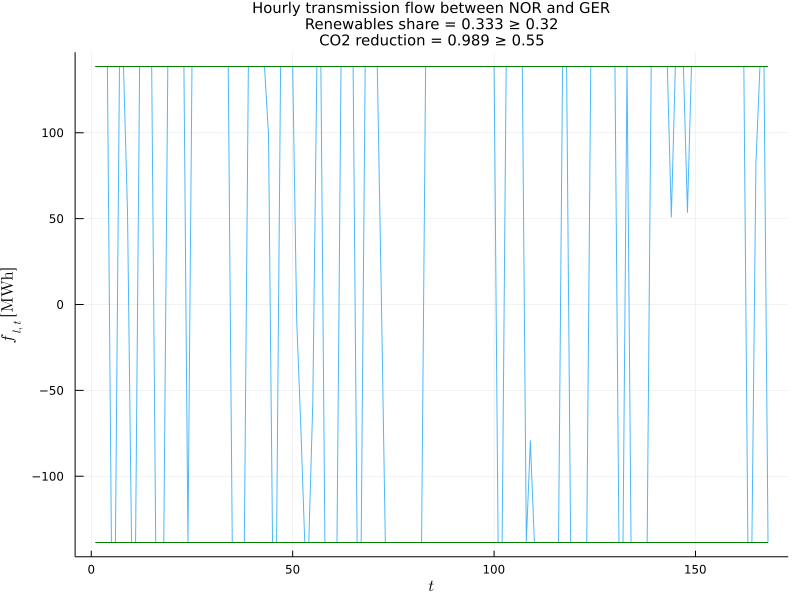 Hourly transmission flow between NOR and GER
Renewables share = 0.333 ≥ 0.32
CO2 reduction = 0.989 ≥ 0.55
100
50
0
−50
−100
f_{l,t} [MWh]
0
50
100
150
t